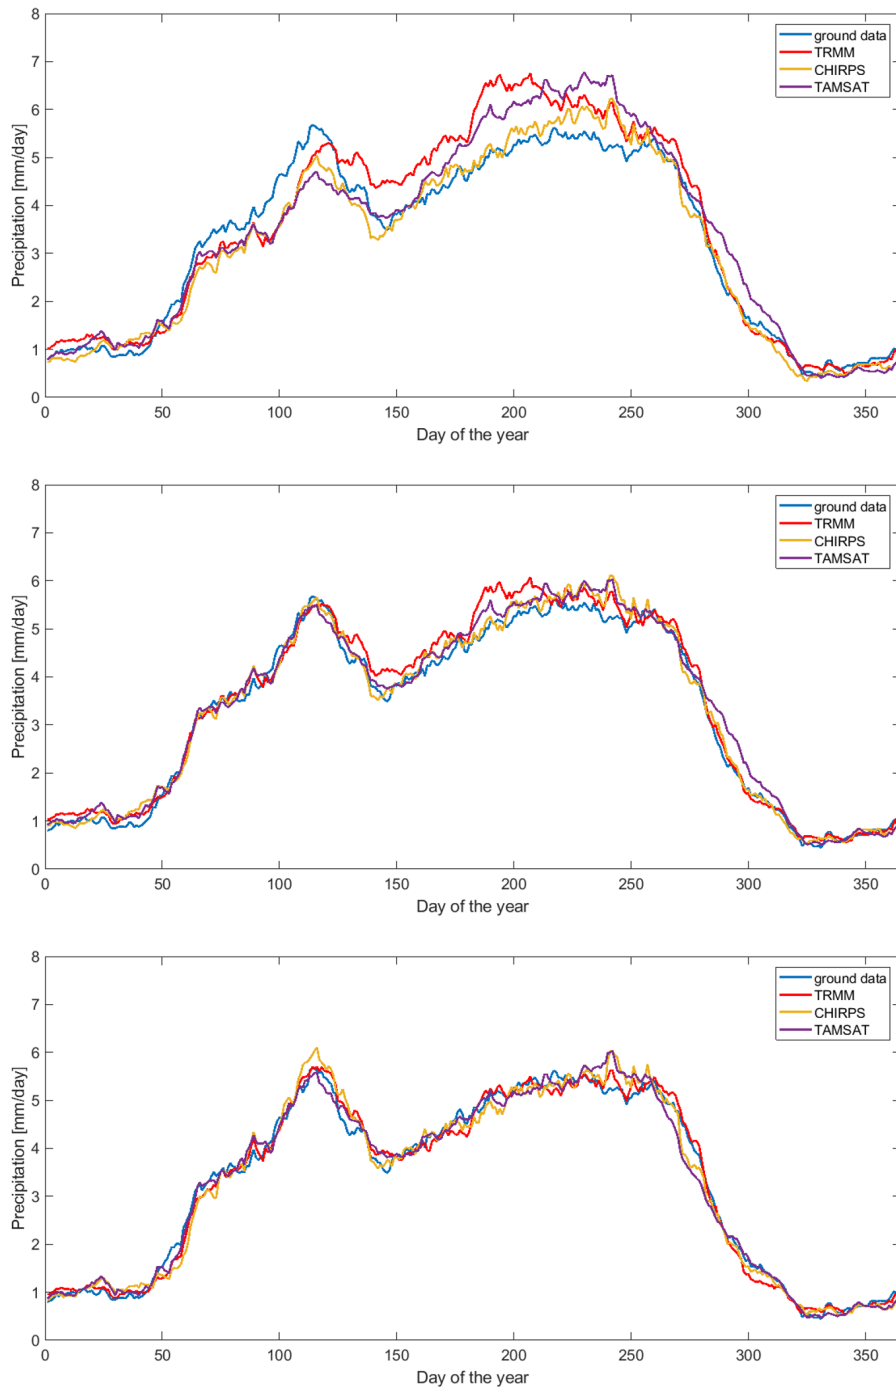 8
7
6
5
4
3
2
1
0
Precipitation [mm/day]
ground data
TRMM
CHIRPS
TAMSAT
0 50 100 150 200 250 300 350
Day of the year
8
7
6
5
4
3
2
1
0
Precipitation [mm/day]
ground data
TRMM
CHIRPS
TAMSAT
0 50 100 150 200 250 300 350
Day of the year
8
7
6
5
4
3
2
1
0
Precipitation [mm/day]
ground data
TRMM
CHIRPS
TAMSAT
0 50 100 150 200 250 300 350
Day of the year